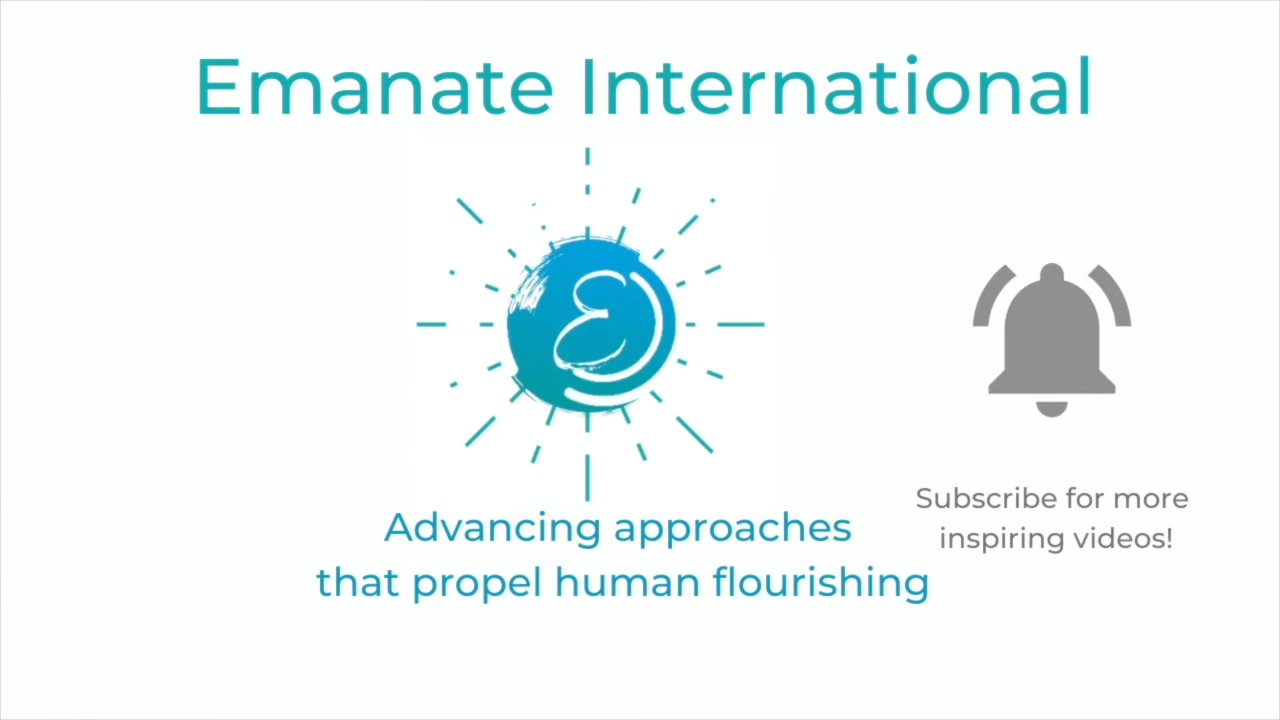 Emanate International
E
Advancing approaches
that propel human flourishing
Subscribe for more
inspiring videos!